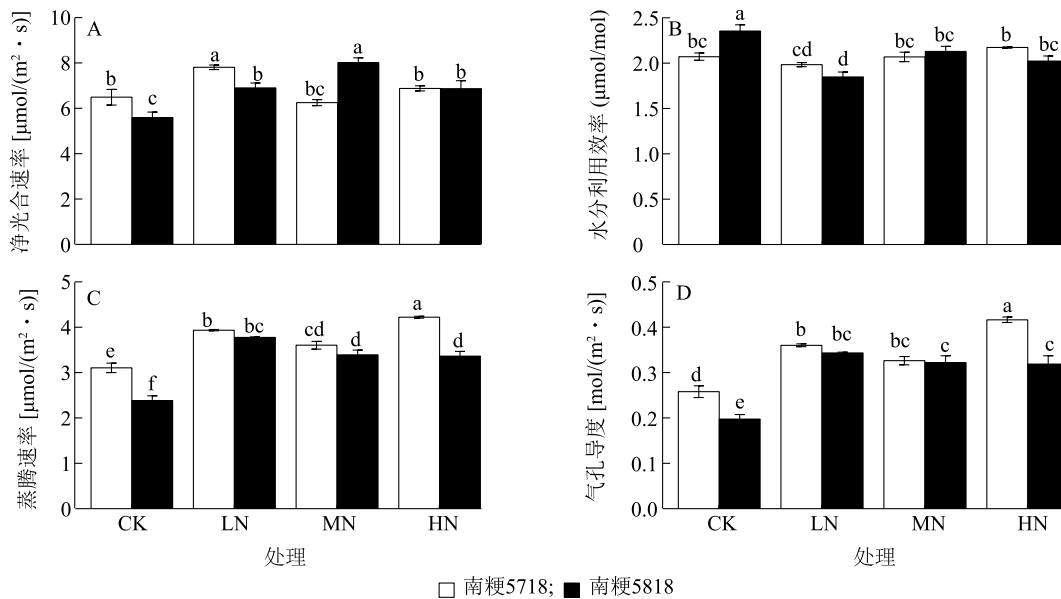 A
净光合速率 [μmol/(m²·s)]
10
8
6
4
2
0
b
c
a
b
bc
a
b
b
B
水分利用效率 (μmol/mol)
2.5
2.0
1.5
1.0
0.5
0
bc
a
cd
d
bc
bc
b
bc
C
蒸腾速率 [μmol/(m²·s)]
5
4
3
2
1
0
e
f
b
bc
cd
d
a
d
CK
LN
MN
HN
处理
D
气孔导度 [mol/(m²·s)]
0.5
0.4
0.3
0.2
0.1
0.0
d
e
b
bc
bc
c
a
c
CK
LN
MN
HN
处理
南粳5718; 南粳5818